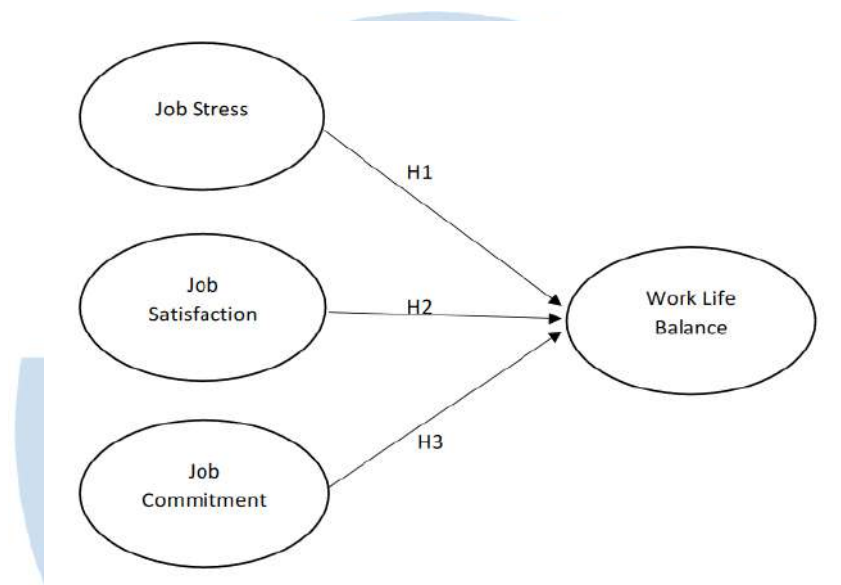 Job Stress
H1
Job
Satisfaction
H2
Work Life
Balance
Job
Commitment
H3